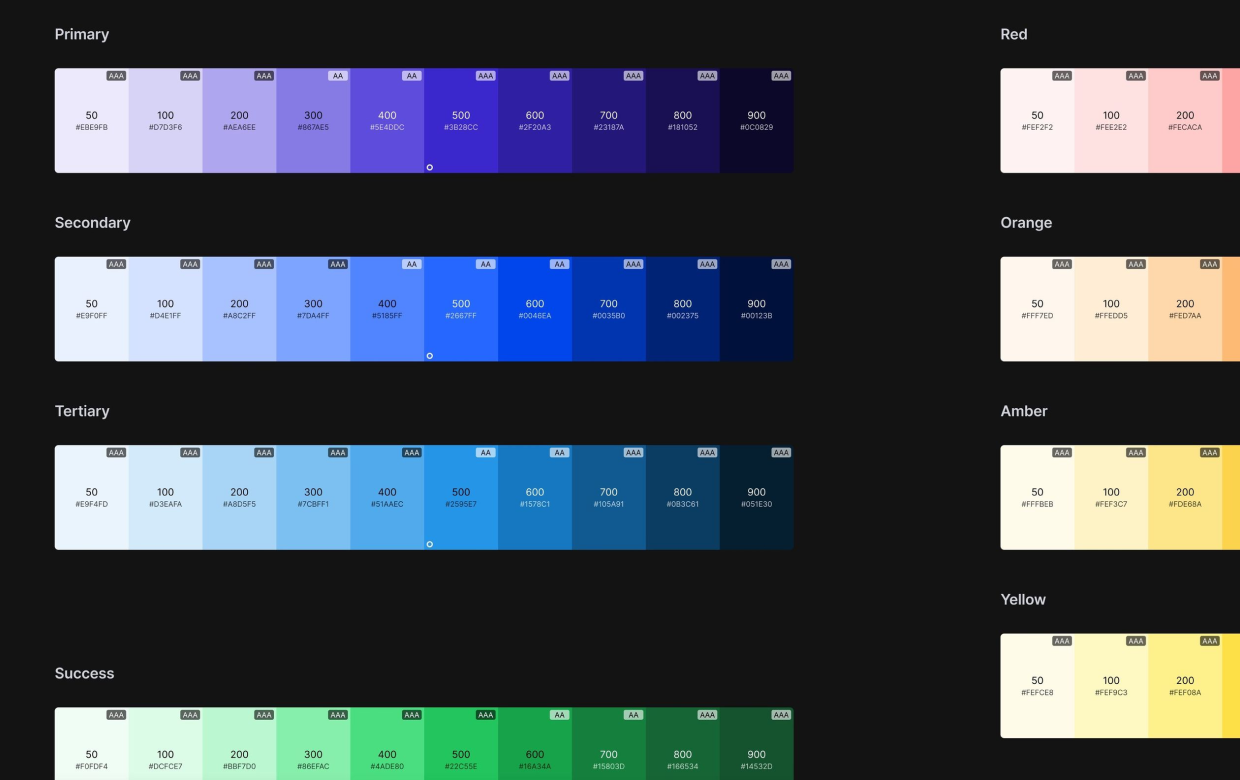 Primary
AAA AAA AAA AA AA AAA AAA AAA AAA AAA
50 100 200 300 400 500 600 700 800 900
#EBE9FB #D7D3F6 #AEA6EE #867AE5 #5E4DDC #3B28CC #2F20A3 #23187A #181052 #0C0829
Secondary
AAA AAA AAA AAA AA AA AA AAA AAA AAA
50 100 200 300 400 500 600 700 800 900
#E9F0FF #D4E1FF #A8C2FF #7DA4FF #5185FF #2667FF #0046EA #0035B0 #002375 #00123B
Tertiary
AAA AAA AAA AAA AAA AA AA AAA AAA AAA
50 100 200 300 400 500 600 700 800 900
#E9F4FD #D3EAFA #A8D5F5 #7CBFF1 #51AAEC #2595E7 #1578C1 #105A91 #0B3C61 #051E30
Success
AAA AAA AAA AAA AAA AAA AA AA AAA AAA
50 100 200 300 400 500 600 700 800 900
#F0FDF4 #DCFCE7 #BBF7D0 #86EFAC #4ADE80 #22C55E #16A34A #15803D #166534 #14532D
Red
AAA AAA AAA
50 100 200
#FEF2F2 #FEE2E2 #FECACA
Orange
AAA AAA AAA
50 100 200
#FFF7ED #FFEDD5 #FED7AA
Amber
AAA AAA AAA
50 100 200
#FFFBEB #FEF3C7 #FDE68A
Yellow
AAA AAA AAA
50 100 200
#FEFCE8 #FEF9C3 #FEF08A